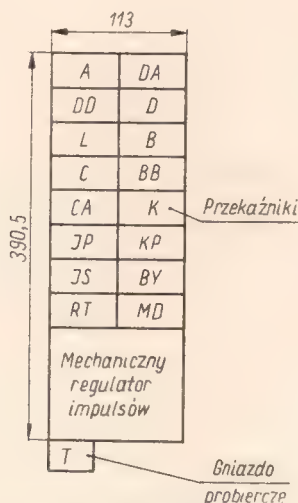 113
390,5
A DA
DD D
L B
C BB
CA K
Przekaźniki
JP KP
JS BY
RT MD
Mechaniczny
regulator
impulsów
T
Gniazdo
probiercze